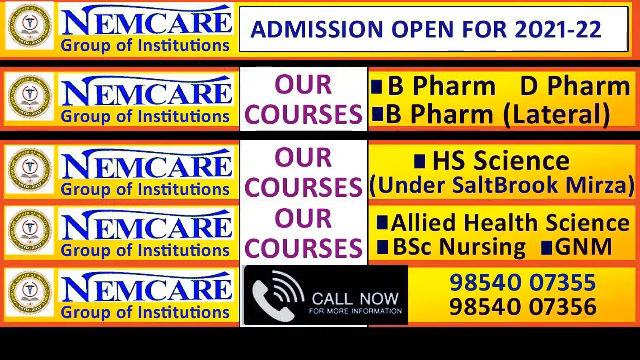 NEMCARE
Group of Institutions
ADMISSION OPEN FOR 2021-22
NEMCARE
Group of Institutions
OUR
COURSES
B Pharm D Pharm
B Pharm (Lateral)
NEMCARE
Group of Institutions
OUR
COURSES
HS Science
(Under SaltBrook Mirza)
NEMCARE
Group of Institutions
OUR
COURSES
Allied Health Science
BSc Nursing GNM
NEMCARE
Group of Institutions
CALL NOW
FOR MORE INFORMATION
98540 07355
98540 07356